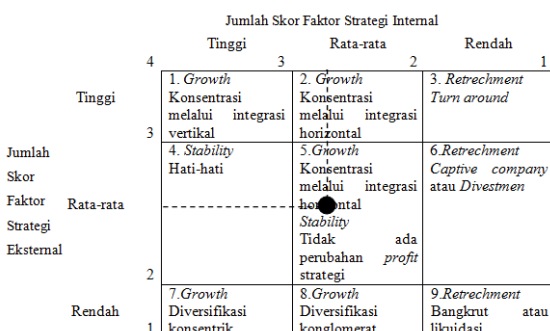 Jumlah Skor Faktor Strategi Internal
Tinggi Rata-rata Rendah
4 3 2 1
Tinggi
1. Growth
Konsentrasi
melalui integrasi
vertikal
2. Growth
Konsentrasi
melalui integrasi
horizontal
3. Retrechment
Turn around
3
Jumlah
Skor
Faktor
Strategi
Eksternal
Rata-rata
4. Stability
Hati-hati
5.Growth
Konsentrasi
melalui integrasi
horizontal
Stability
Tidak ada
perubahan profit
strategi
6.Retrechment
Captive company
atau Divestmen
2
Rendah
7.Growth
Diversifikasi
konsentrik
8.Growth
Diversifikasi
konglomerat
9.Retrechment
Bangkrut atau
likuidasi
1